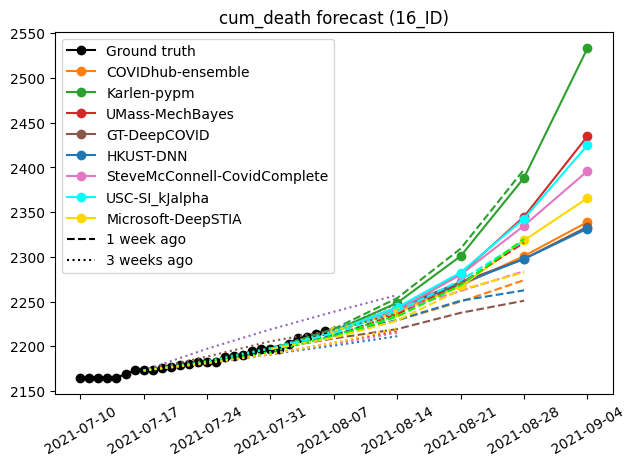 cum_death forecast (16_ID)
2550
2500
2450
2400
2350
2300
2250
2200
2150
Ground truth
COVIDhub-ensemble
Karlen-pypm
UMass-MechBayes
GT-DeepCOVID
HKUST-DNN
SteveMcConnell-CovidComplete
USC-SI_kJalpha
Microsoft-DeepSTIA
1 week ago
3 weeks ago
2021-07-10
2021-07-17
2021-07-24
2021-07-31
2021-08-07
2021-08-14
2021-08-21
2021-08-28
2021-09-04